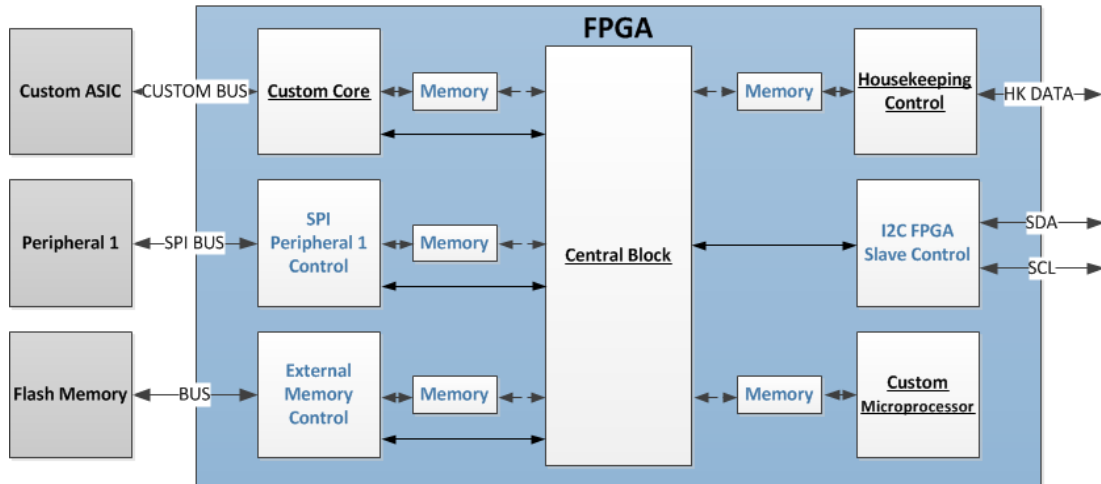 FPGA
Custom ASIC
CUSTOM BUS
Custom Core
Memory
Memory
Housekeeping
Control
HK DATA
Peripheral 1
SPI BUS
SPI
Peripheral 1
Control
Memory
Central Block
I2C FPGA
Slave Control
SDA
SCL
Flash Memory
BUS
External
Memory
Control
Memory
Memory
Custom
Microprocessor